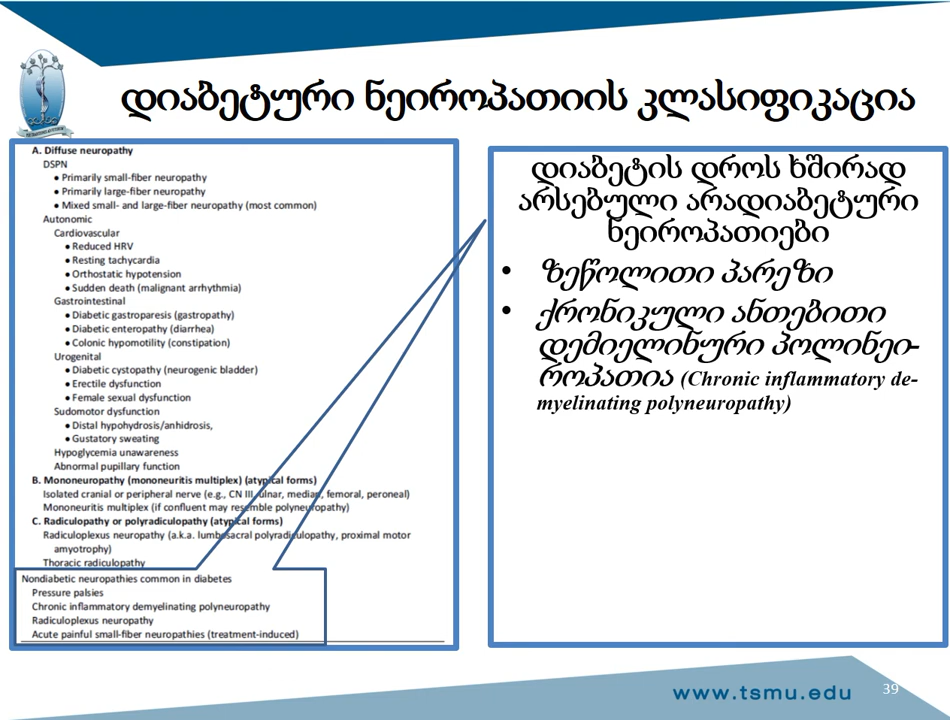 დიაბეტური ნეიროპათიის კლასიფიკაცია
A. Diffuse neuropathy
DSPN
● Primarily small-fiber neuropathy
● Primarily large-fiber neuropathy
● Mixed small- and large-fiber neuropathy (most common)
Autonomic
Cardiovascular
● Reduced HRV
● Resting tachycardia
● Orthostatic hypotension
● Sudden death (malignant arrhythmia)
Gastrointestinal
● Diabetic gastroparesis (gastropathy)
● Diabetic enteropathy (diarrhea)
● Colonic hypomotility (constipation)
Urogenital
● Diabetic cystopathy (neurogenic bladder)
● Erectile dysfunction
● Female sexual dysfunction
Sudomotor dysfunction
● Distal hypohydrosis/anhidrosis,
● Gustatory sweating
Hypoglycemia unawareness
Abnormal pupillary function
B. Mononeuropathy (mononeuritis multiplex) (atypical forms)
Isolated cranial or peripheral nerve (e.g., CN III, ulnar, median, femoral, peroneal)
Mononeuritis multiplex (if confluent may resemble polyneuropathy)
C. Radiculopathy or polyradiculopathy (atypical forms)
Radiculoplexus neuropathy (a.k.a. lumbosacral polyradiculopathy, proximal motor
amyotrophy)
Thoracic radiculopathy
Nondiabetic neuropathies common in diabetes
Pressure palsies
Chronic inflammatory demyelinating polyneuropathy
Radiculoplexus neuropathy
Acute painful small-fiber neuropathies (treatment-induced)
დიაბეტის დროს ხშირად
არსებული არადიაბეტური
ნეიროპათიები
• ზეწოლითი პარეზი
• ქრონიკული ანთებითი
დემიელინური პოლინეი-
როპათია (Chronic inflammatory de-
myelinating polyneuropathy)
www.tsmu.edu
39